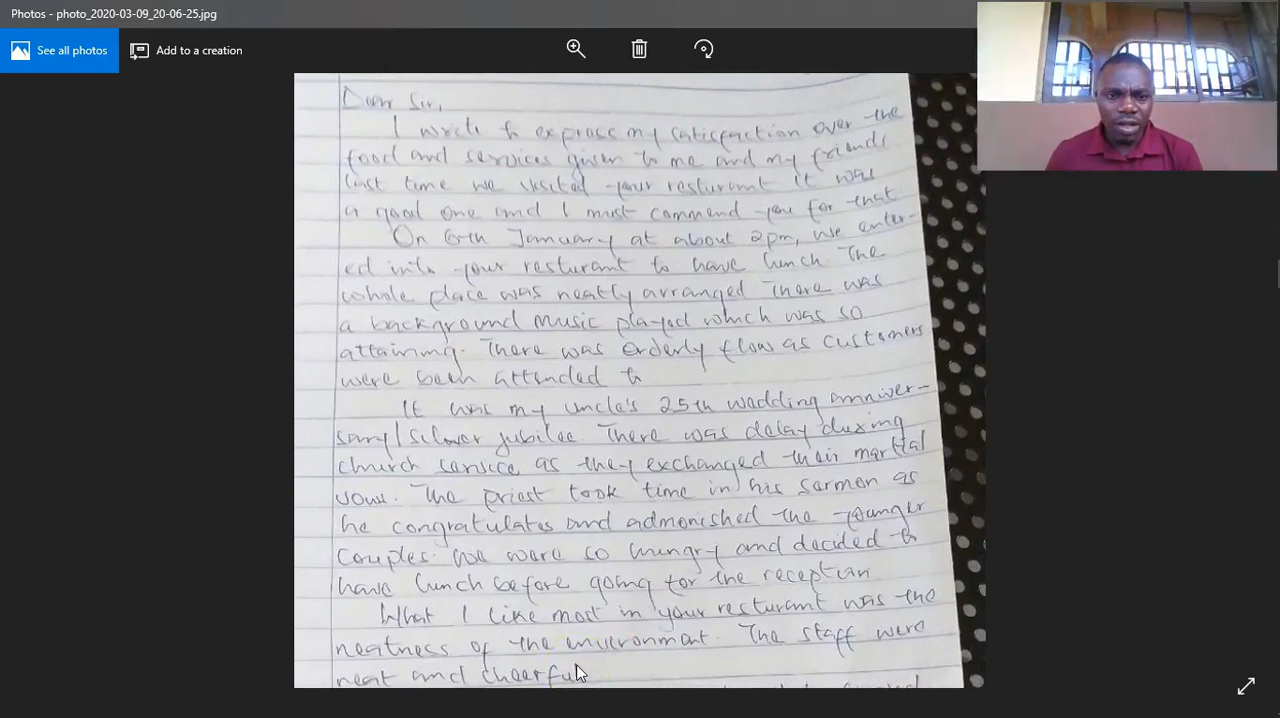 Photos - photo_2020-03-09_20-06-25.jpg
See all photos
Add to a creation
Dear Sir,
I write to express my satisfaction over the
food and services given to me and my friends
last time we visited your resturant it was
a good one and I must commend you for that
On 6th January at about 2pm, we enter-
ed into your resturant to have lunch. The
whole place was neatly arranged There was
a background music played which was so
attaining. There was orderly flow as customers
were been attended to
It was my uncle's 25th wadding anniver-
sary/Silver jubilee. There was delay during
church service as they exchanged their marital
vows. The priest took time in his sarmon as
he congratulates and admonished the younger
couples. We were so hungry and decided to
have lunch before going for the reception
What I like most in your resturant was the
neatness of the environment. The staff were
neat and cheerful